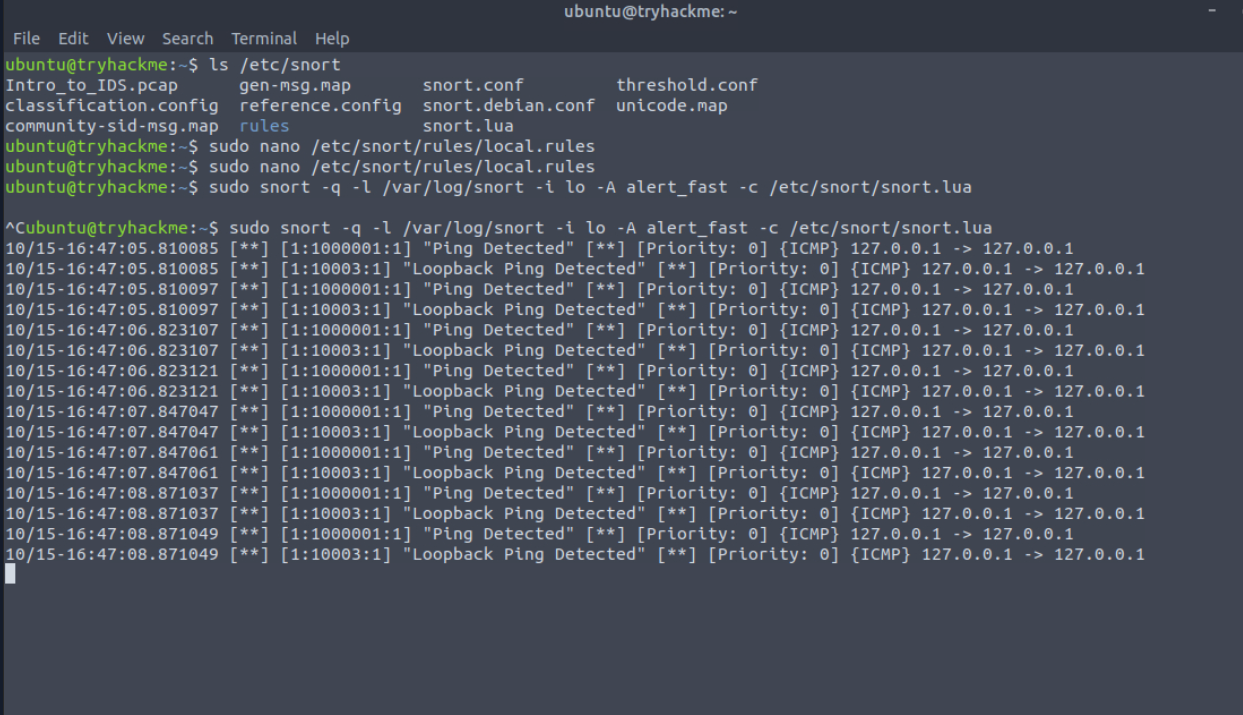 ubuntu@tryhackme: ~
File Edit View Search Terminal Help
ubuntu@tryhackme:~$ ls /etc/snort
Intro_to_IDS.pcap gen-msg.map snort.conf threshold.conf
classification.config reference.config snort.debian.conf unicode.map
community-sid-msg.map rules snort.lua
ubuntu@tryhackme:~$ sudo nano /etc/snort/rules/local.rules
ubuntu@tryhackme:~$ sudo nano /etc/snort/rules/local.rules
ubuntu@tryhackme:~$ sudo snort -q -l /var/log/snort -i lo -A alert_fast -c /etc/snort/snort.lua
^Cubuntu@tryhackme:~$ sudo snort -q -l /var/log/snort -i lo -A alert_fast -c /etc/snort/snort.lua
10/15-16:47:05.810085 [**] [1:1000001:1] "Ping Detected" [**] [Priority: 0] {ICMP} 127.0.0.1 -> 127.0.0.1
10/15-16:47:05.810085 [**] [1:10003:1] "Loopback Ping Detected" [**] [Priority: 0] {ICMP} 127.0.0.1 -> 127.0.0.1
10/15-16:47:05.810097 [**] [1:1000001:1] "Ping Detected" [**] [Priority: 0] {ICMP} 127.0.0.1 -> 127.0.0.1
10/15-16:47:05.810097 [**] [1:10003:1] "Loopback Ping Detected" [**] [Priority: 0] {ICMP} 127.0.0.1 -> 127.0.0.1
10/15-16:47:06.823107 [**] [1:1000001:1] "Ping Detected" [**] [Priority: 0] {ICMP} 127.0.0.1 -> 127.0.0.1
10/15-16:47:06.823107 [**] [1:10003:1] "Loopback Ping Detected" [**] [Priority: 0] {ICMP} 127.0.0.1 -> 127.0.0.1
10/15-16:47:06.823121 [**] [1:1000001:1] "Ping Detected" [**] [Priority: 0] {ICMP} 127.0.0.1 -> 127.0.0.1
10/15-16:47:06.823121 [**] [1:10003:1] "Loopback Ping Detected" [**] [Priority: 0] {ICMP} 127.0.0.1 -> 127.0.0.1
10/15-16:47:07.847047 [**] [1:1000001:1] "Ping Detected" [**] [Priority: 0] {ICMP} 127.0.0.1 -> 127.0.0.1
10/15-16:47:07.847047 [**] [1:10003:1] "Loopback Ping Detected" [**] [Priority: 0] {ICMP} 127.0.0.1 -> 127.0.0.1
10/15-16:47:07.847061 [**] [1:1000001:1] "Ping Detected" [**] [Priority: 0] {ICMP} 127.0.0.1 -> 127.0.0.1
10/15-16:47:07.847061 [**] [1:10003:1] "Loopback Ping Detected" [**] [Priority: 0] {ICMP} 127.0.0.1 -> 127.0.0.1
10/15-16:47:08.871037 [**] [1:1000001:1] "Ping Detected" [**] [Priority: 0] {ICMP} 127.0.0.1 -> 127.0.0.1
10/15-16:47:08.871037 [**] [1:10003:1] "Loopback Ping Detected" [**] [Priority: 0] {ICMP} 127.0.0.1 -> 127.0.0.1
10/15-16:47:08.871049 [**] [1:1000001:1] "Ping Detected" [**] [Priority: 0] {ICMP} 127.0.0.1 -> 127.0.0.1
10/15-16:47:08.871049 [**] [1:10003:1] "Loopback Ping Detected" [**] [Priority: 0] {ICMP} 127.0.0.1 -> 127.0.0.1